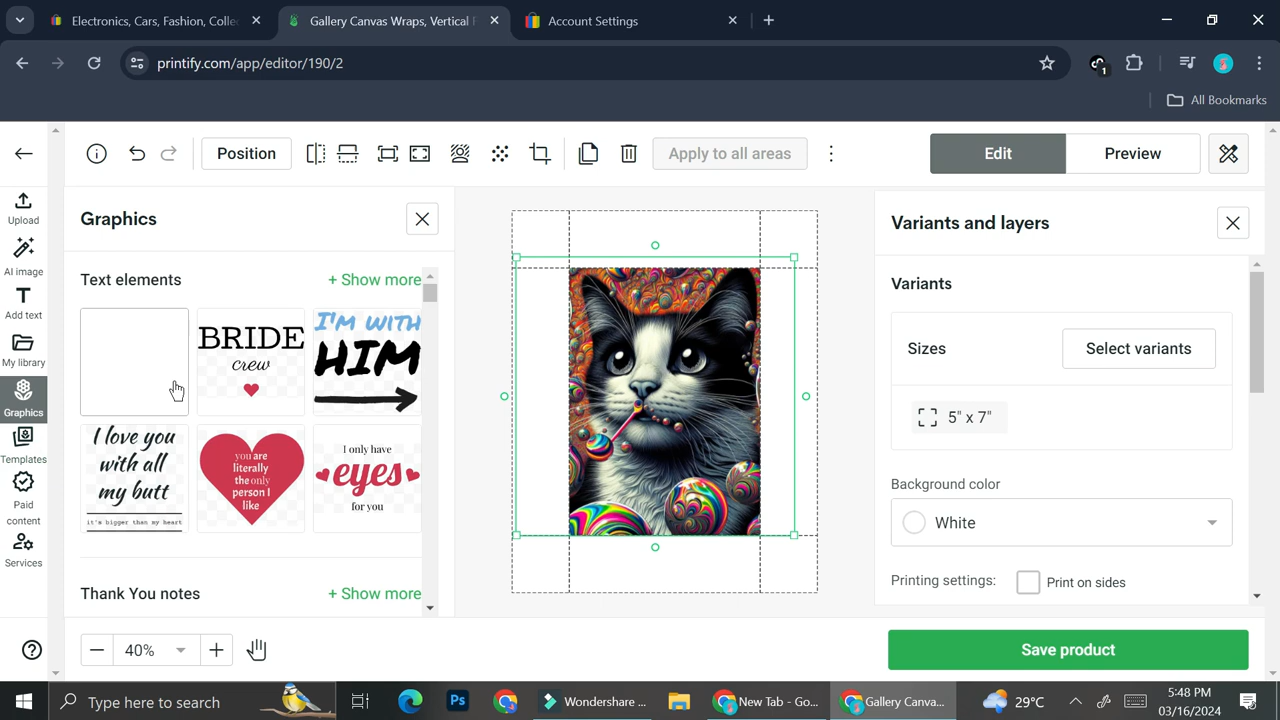 Electronics, Cars, Fashion, Colle
Gallery Canvas Wraps, Vertical F
Account Settings
printify.com/app/editor/190/2
1
All Bookmarks
Position
Apply to all areas
Edit
Preview
Upload
AI image
Add text
My library
Graphics
Templates
Paid
content
Services
Graphics
Text elements
+ Show more
BRIDE
crew
I'M WITH
HIM
I love you
with all
my butt
it's bigger than my heart
you are
literally
the only
person I
like
I only have
eyes
for you
Thank You notes
+ Show more
Variants and layers
Variants
Sizes
Select variants
5" x 7"
Background color
White
Printing settings:
Print on sides
40%
Save product
Type here to search
Ps
Wondershare ...
New Tab - Go...
Gallery Canva...
29°C
5:48 PM
03/16/2024